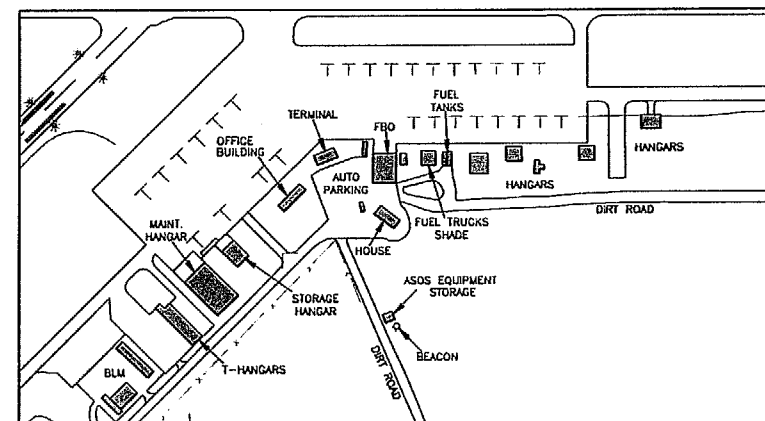 FUEL
TANKS
TERMINAL
FBO
OFFICE
BUILDING
HANGARS
AUTO
PARKING
HANGARS
DIRT ROAD
FUEL TRUCKS
SHADE
MAINT.
HANGAR
HOUSE
STORAGE
HANGAR
ASOS EQUIPMENT
STORAGE
BEACON
DIRT ROAD
T-HANGARS
BLM